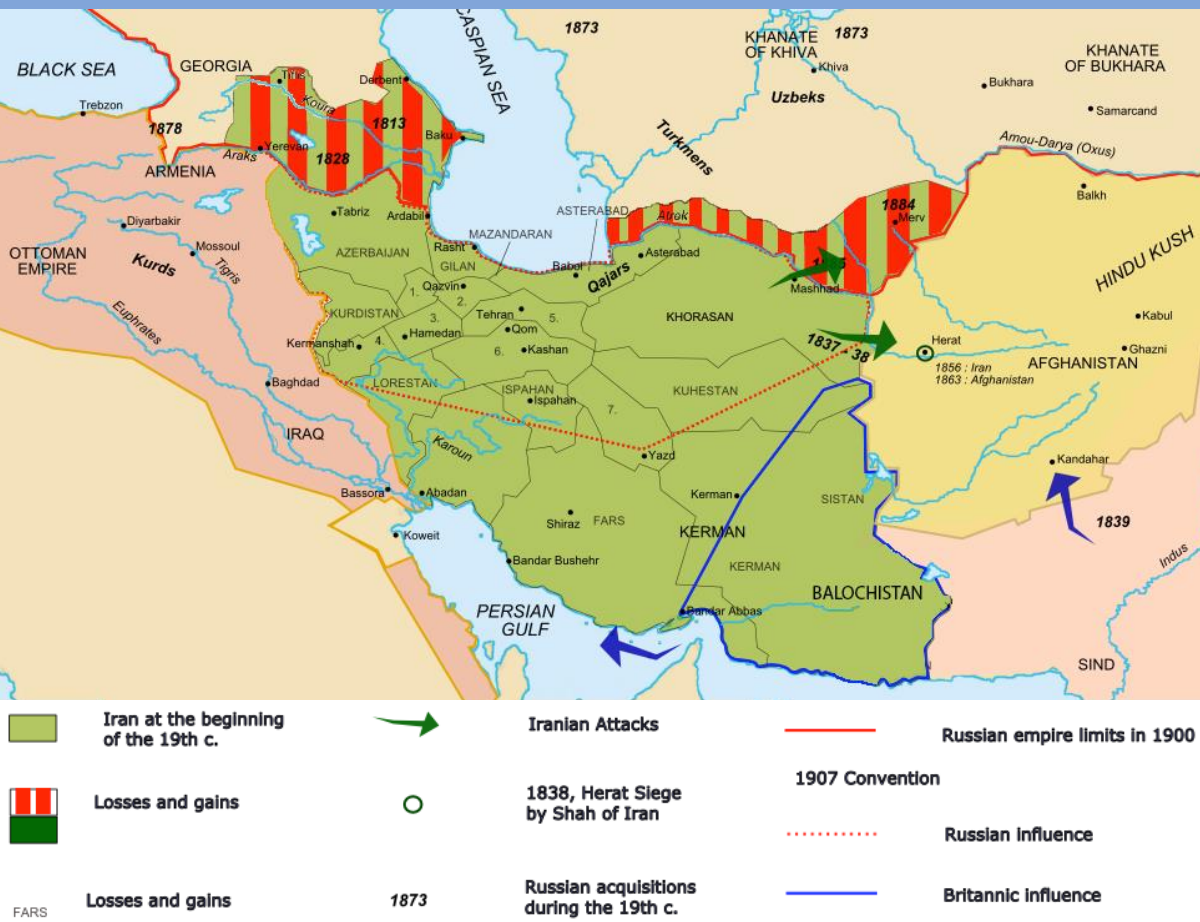 BLACK SEA
GEORGIA
CASPIAN SEA
1873
KHANATE
OF KHIVA
1873
KHANATE
OF BUKHARA
Khiva
Bukhara
Uzbeks
Samarcand
Trebzon
Tiflis
Derbent
Koura
1813
1878
Baku
Turkmens
Amou-Darya (Oxus)
Yerevan
Araks
1828
ARMENIA
Balkh
Diyarbakir
Tabriz
Ardabil
ASTERABAD
Atrek
1884
Merv
MAZANDARAN
OTTOMAN
EMPIRE
Kurds
Mossoul
Tigris
AZERBAIJAN
Rasht
GILAN
Babol
Qajars
Asterabad
Mashhad
HINDU KUSH
Euphrates
KURDISTAN
1.
Qazvin
2.
3.
Tehran
5.
KHORASAN
Kabul
Kermanshah
4.
Hamedan
Qom
6.
Kashan
1837 - 38
Herat
1856 : Iran
1863 : Afghanistan
AFGHANISTAN
Ghazni
Baghdad
LORESTAN
ISPAHAN
Ispahan
7.
KUHESTAN
IRAQ
Karoun
Yazd
Kandahar
Bassora
Abadan
Kerman
SISTAN
Koweit
Shiraz
FARS
KERMAN
1839
Bandar Bushehr
KERMAN
BALOCHISTAN
Indus
PERSIAN
GULF
Bandar Abbas
SIND
Iran at the beginning
of the 19th c.
Iranian Attacks
Russian empire limits in 1900
Losses and gains
1838, Herat Siege
by Shah of Iran
1907 Convention
Russian influence
FARS
Losses and gains
1873
Russian acquisitions
during the 19th c.
Britannic influence